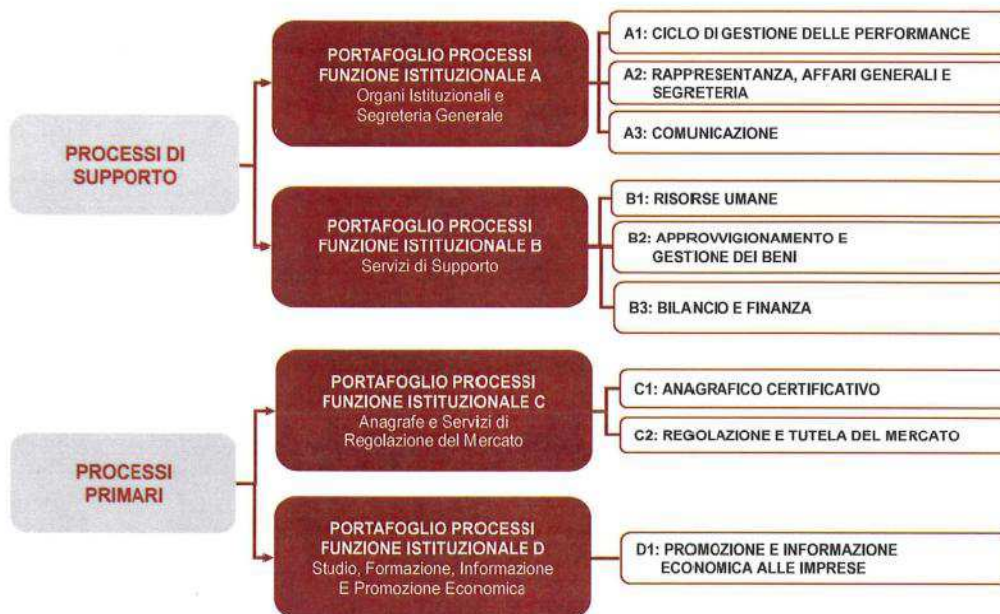 PROCESSI DI
SUPPORTO
PORTAFOGLIO PROCESSI
FUNZIONE ISTITUZIONALE A
Organi Istituzionali e
Segreteria Generale
A1: CICLO DI GESTIONE DELLE PERFORMANCE
A2: RAPPRESENTANZA, AFFARI GENERALI E
SEGRETERIA
A3: COMUNICAZIONE
PORTAFOGLIO PROCESSI
FUNZIONE ISTITUZIONALE B
Servizi di Supporto
B1: RISORSE UMANE
B2: APPROVVIGIONAMENTO E
GESTIONE DEI BENI
B3: BILANCIO E FINANZA
PROCESSI
PRIMARI
PORTAFOGLIO PROCESSI
FUNZIONE ISTITUZIONALE C
Anagrafe e Servizi di
Regolazione del Mercato
C1: ANAGRAFICO CERTIFICATIVO
C2: REGOLAZIONE E TUTELA DEL MERCATO
PORTAFOGLIO PROCESSI
FUNZIONE ISTITUZIONALE D
Studio, Formazione, Informazione
E Promozione Economica
D1: PROMOZIONE E INFORMAZIONE
ECONOMICA ALLE IMPRESE